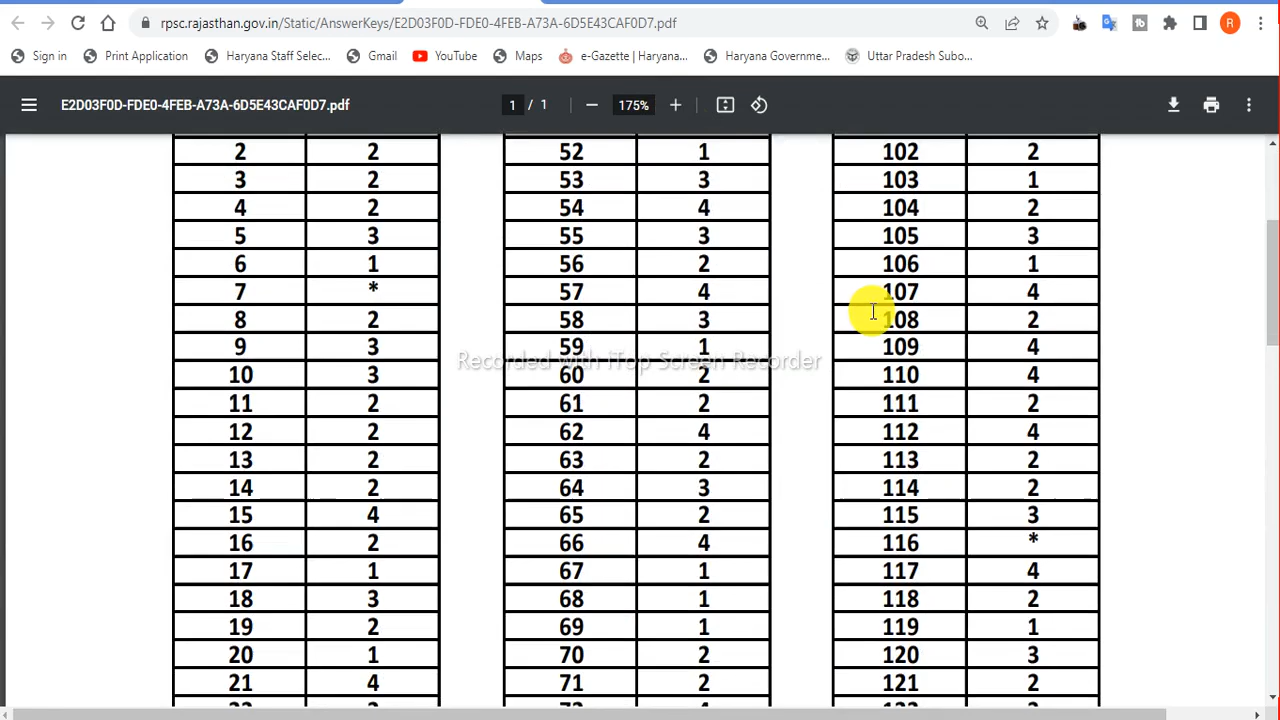 rpsc.rajasthan.gov.in/Static/AnswerKeys/E2D03F0D-FDE0-4FEB-A73A-6D5E43CAF0D7.pdf R
Sign in Print Application Haryana Staff Selec... Gmail YouTube Maps e-Gazette | Haryana... Haryana Governme... Uttar Pradesh Subo...
E2D03F0D-FDE0-4FEB-A73A-6D5E43CAF0D7.pdf 1 / 1 175%
2 2 52 1 102 2
3 2 53 3 103 1
4 2 54 4 104 2
5 3 55 3 105 3
6 1 56 2 106 1
7 * 57 4 107 4
8 2 58 3 108 2
9 3 59 1 109 4
Recorded with iTop Screen Recorder
10 3 60 2 110 4
11 2 61 2 111 2
12 2 62 4 112 4
13 2 63 2 113 2
14 2 64 3 114 2
15 4 65 2 115 3
16 2 66 4 116 *
17 1 67 1 117 4
18 3 68 1 118 2
19 2 69 1 119 1
20 1 70 2 120 3
21 4 71 2 121 2